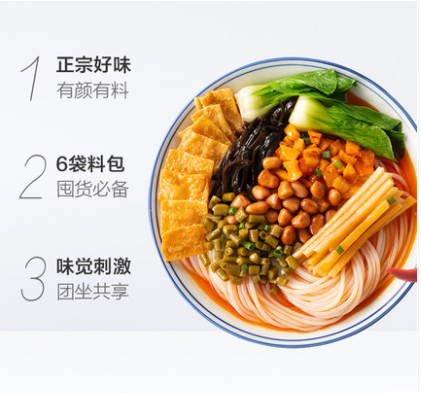 1 正宗好味
有颜有料
2 6袋料包
囤货必备
3 味觉刺激
团坐共享